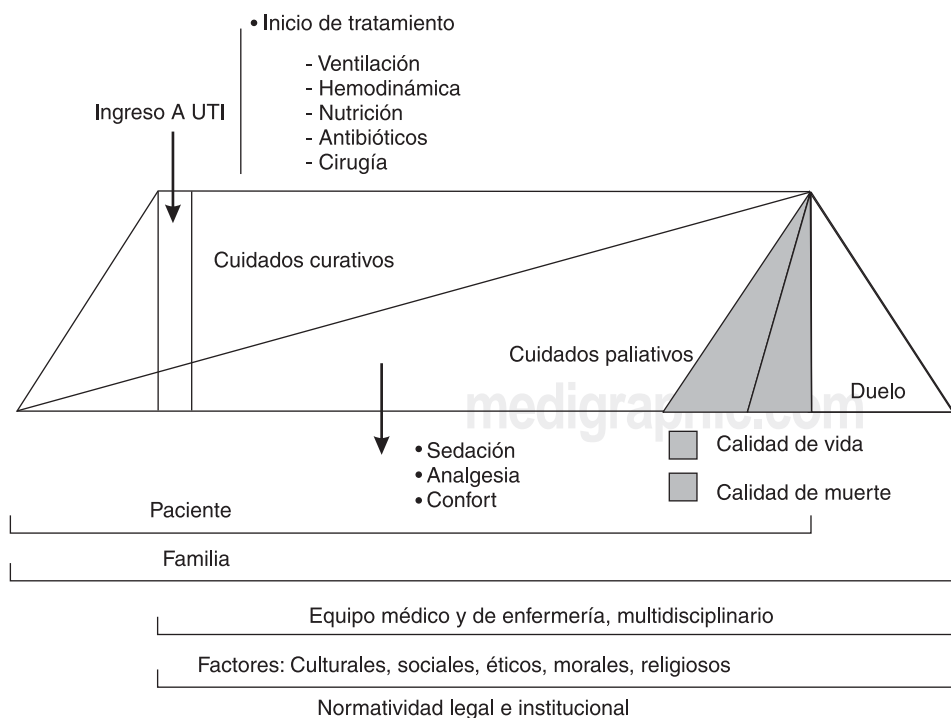 • Inicio de tratamiento
- Ventilación
- Hemodinámica
- Nutrición
- Antibióticos
- Cirugía
Ingreso A UTI
Cuidados curativos
Cuidados paliativos
Duelo
medigraphic.com
• Sedación
• Analgesia
• Confort
Calidad de vida
Calidad de muerte
Paciente
Familia
Equipo médico y de enfermería, multidisciplinario
Factores: Culturales, sociales, éticos, morales, religiosos
Normatividad legal e institucional